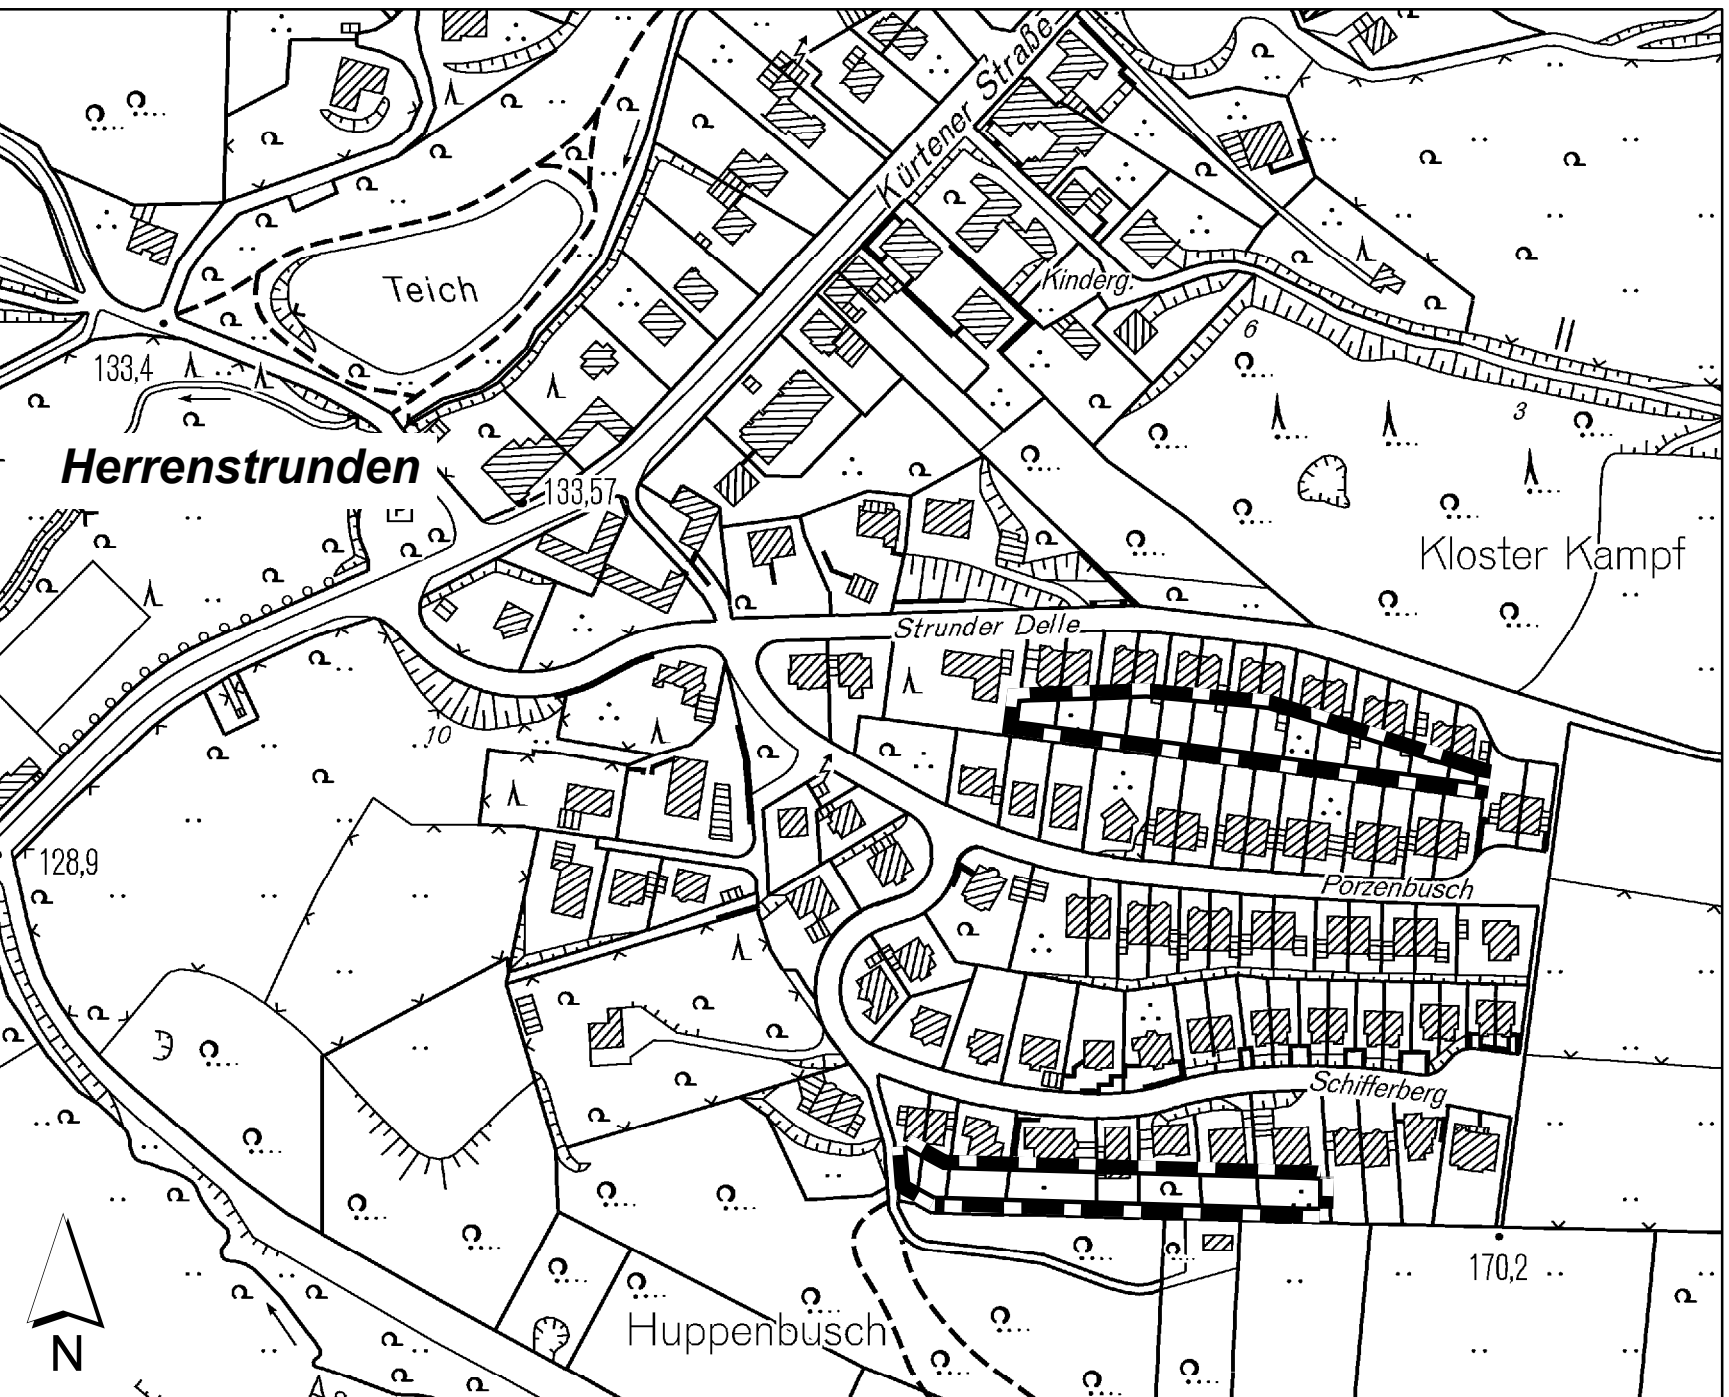 Kürtener Straße
Teich
Kinderg.
6
133,4
3
Herrenstrunden
133,57
P
Kloster Kampf
Strunder Delle
10
128,9
Porzenbusch
Schifferberg
170,2
Huppenbusch
N